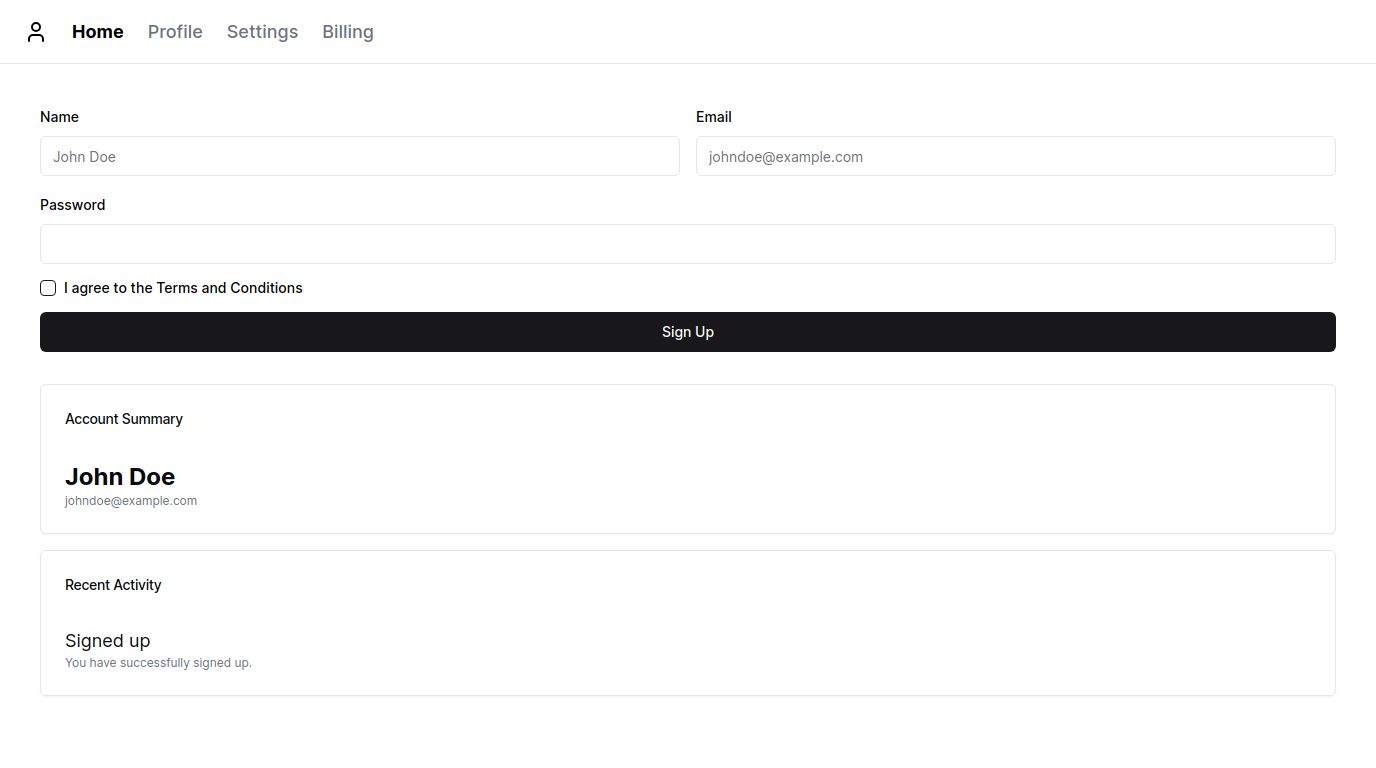 Home Profile Settings Billing
Name Email
John Doe johndoe@example.com
Password
I agree to the Terms and Conditions
Sign Up
Account Summary
John Doe
johndoe@example.com
Recent Activity
Signed up
You have successfully signed up.